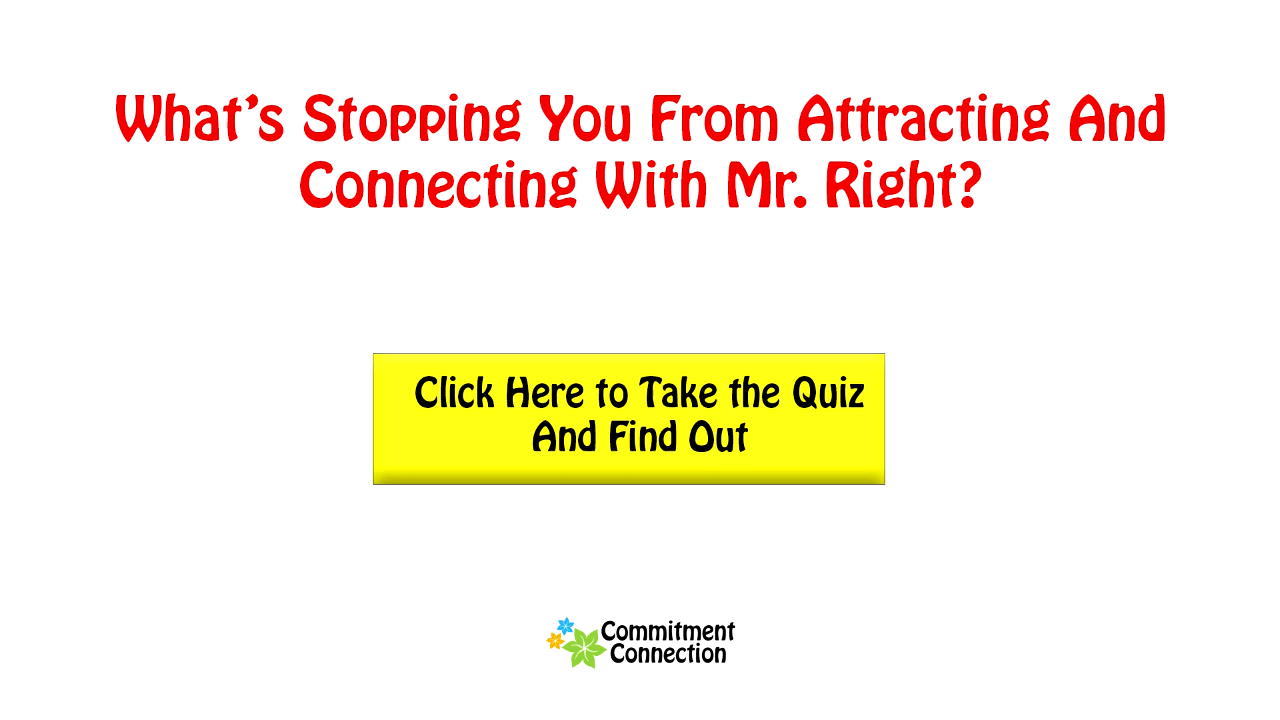 What's Stopping You From Attracting And
Connecting With Mr. Right?
Click Here to Take the Quiz
And Find Out
Commitment
Connection